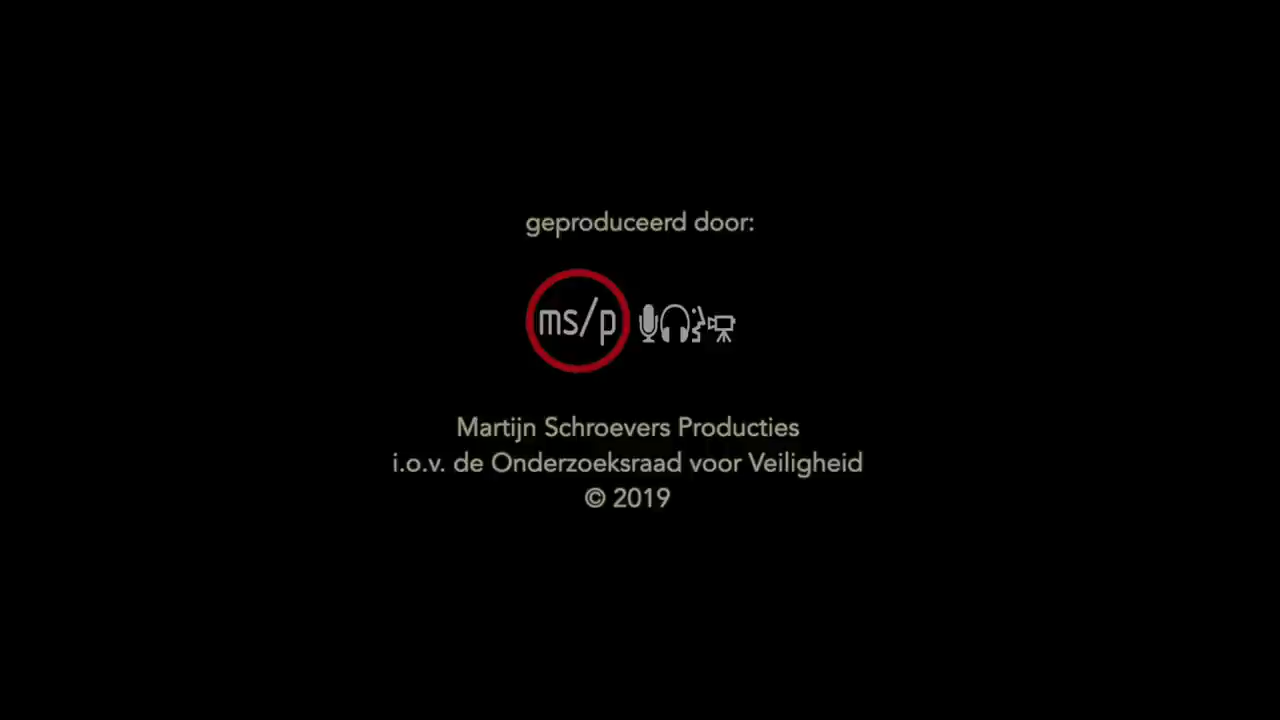 geproduceerd door:
ms/p
Martijn Schroevers Producties
i.o.v. de Onderzoeksraad voor Veiligheid
© 2019